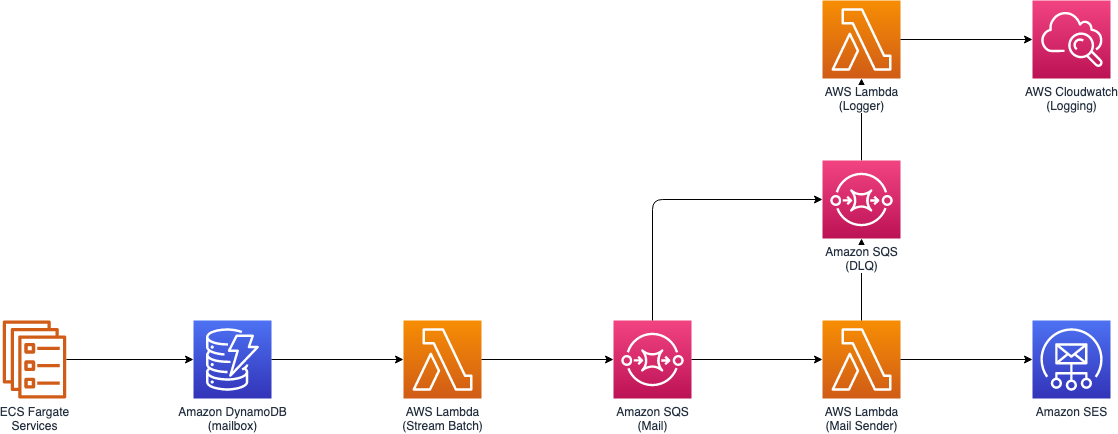 AWS Lambda
(Logger)
AWS Cloudwatch
(Logging)
Amazon SQS
(DLQ)
ECS Fargate
Services
Amazon DynamoDB
(mailbox)
AWS Lambda
(Stream Batch)
Amazon SQS
(Mail)
AWS Lambda
(Mail Sender)
Amazon SES